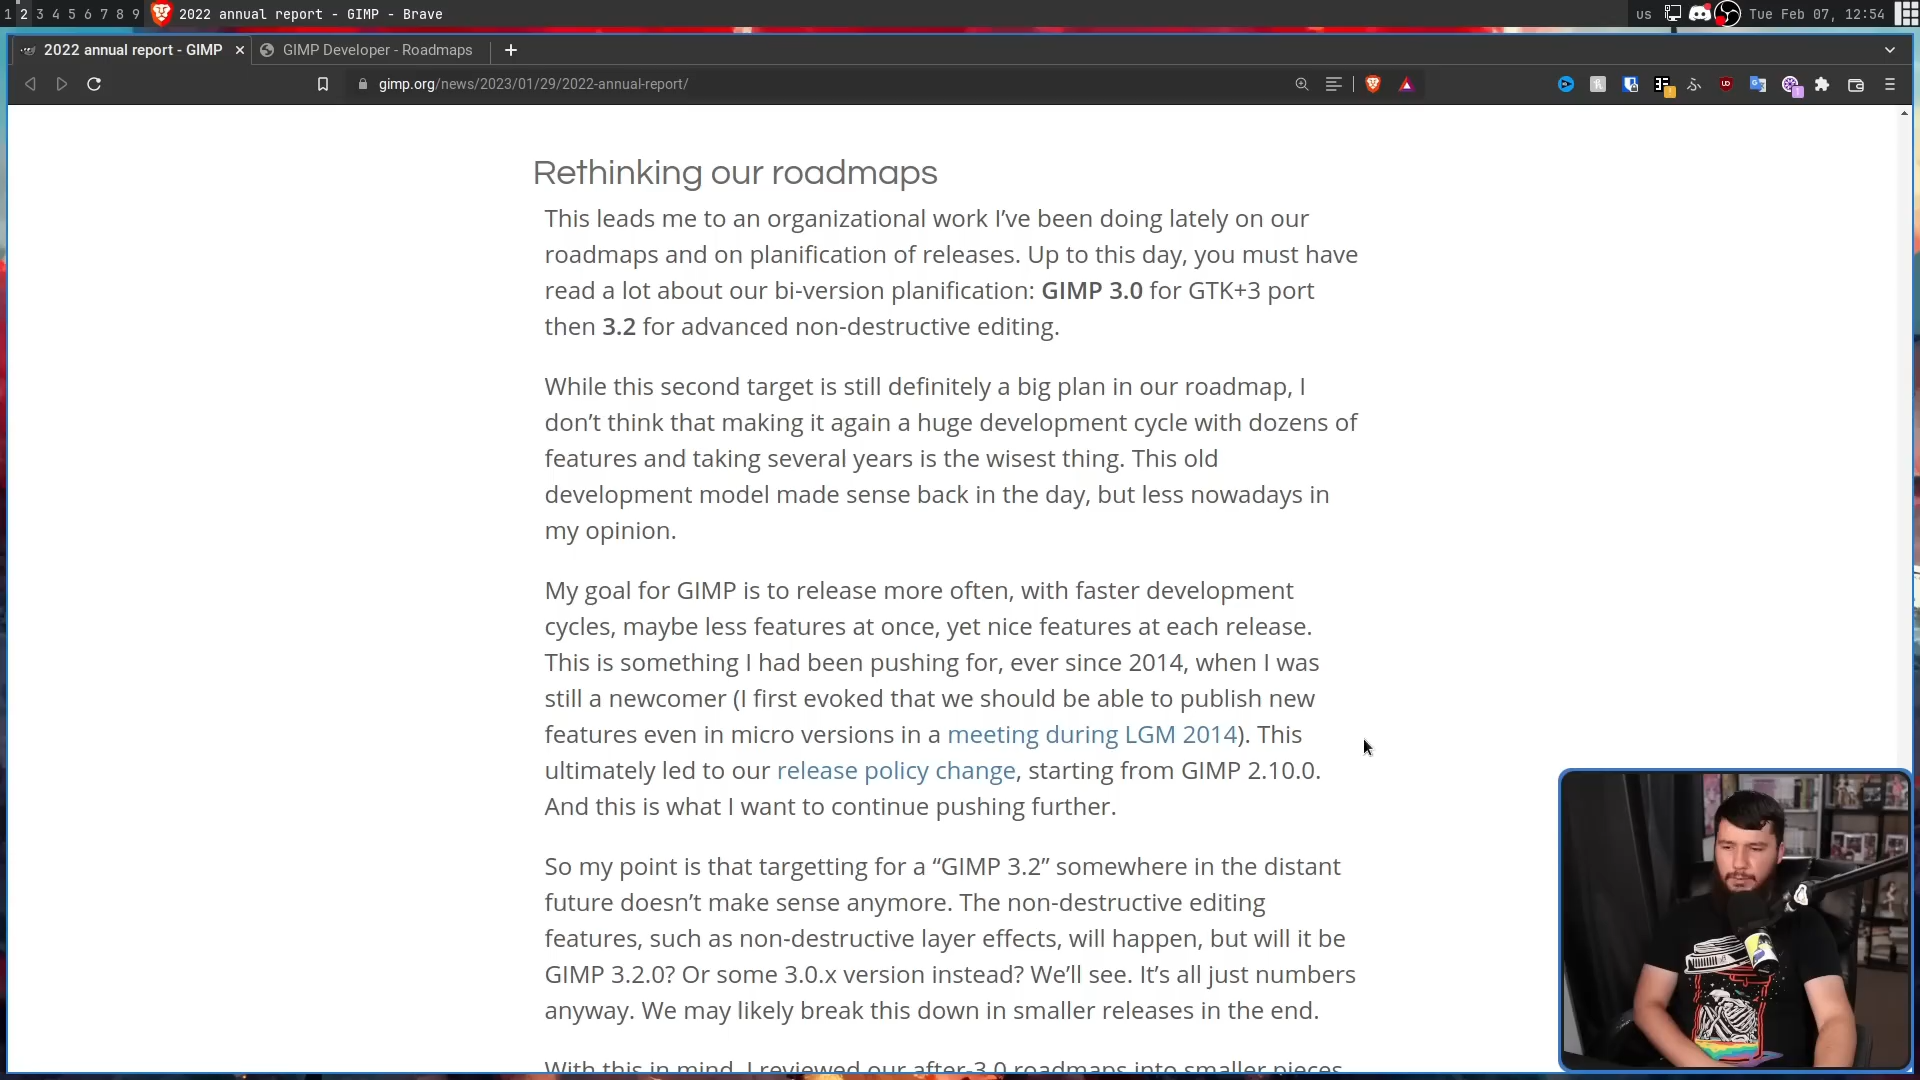 1 2 3 4 5 6 7 8 9 2022 annual report - GIMP - Brave us Tue Feb 07, 12:54
2022 annual report - GIMP GIMP Developer - Roadmaps
gimp.org/news/2023/01/29/2022-annual-report/
Rethinking our roadmaps
This leads me to an organizational work I’ve been doing lately on our
roadmaps and on planification of releases. Up to this day, you must have
read a lot about our bi-version planification: GIMP 3.0 for GTK+3 port
then 3.2 for advanced non-destructive editing.
While this second target is still definitely a big plan in our roadmap, I
don’t think that making it again a huge development cycle with dozens of
features and taking several years is the wisest thing. This old
development model made sense back in the day, but less nowadays in
my opinion.
My goal for GIMP is to release more often, with faster development
cycles, maybe less features at once, yet nice features at each release.
This is something I had been pushing for, ever since 2014, when I was
still a newcomer (I first evoked that we should be able to publish new
features even in micro versions in a meeting during LGM 2014). This
ultimately led to our release policy change, starting from GIMP 2.10.0.
And this is what I want to continue pushing further.
So my point is that targetting for a “GIMP 3.2” somewhere in the distant
future doesn’t make sense anymore. The non-destructive editing
features, such as non-destructive layer effects, will happen, but will it be
GIMP 3.2.0? Or some 3.0.x version instead? We’ll see. It’s all just numbers
anyway. We may likely break this down in smaller releases in the end.
With this in mind, I reviewed our after-3.0 roadmaps into smaller pieces